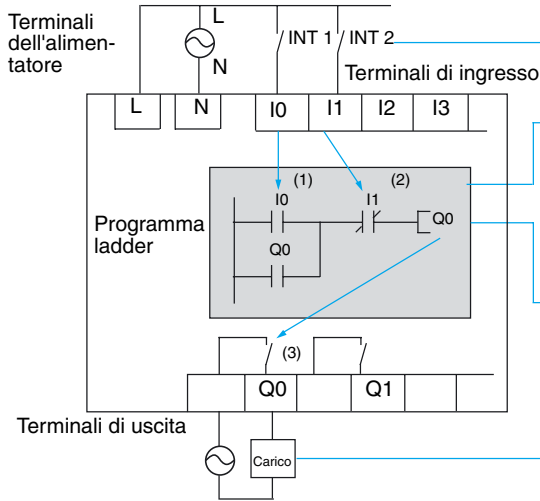 Terminali
dell'alimen-
tatore
L
N
INT 1
INT 2
Terminali di ingresso
L
N
I0
I1
I2
I3
Programma
ladder
(1)
(2)
I0
I1
Q0
Q0
(3)
Q0
Q1
Terminali di uscita
Carico